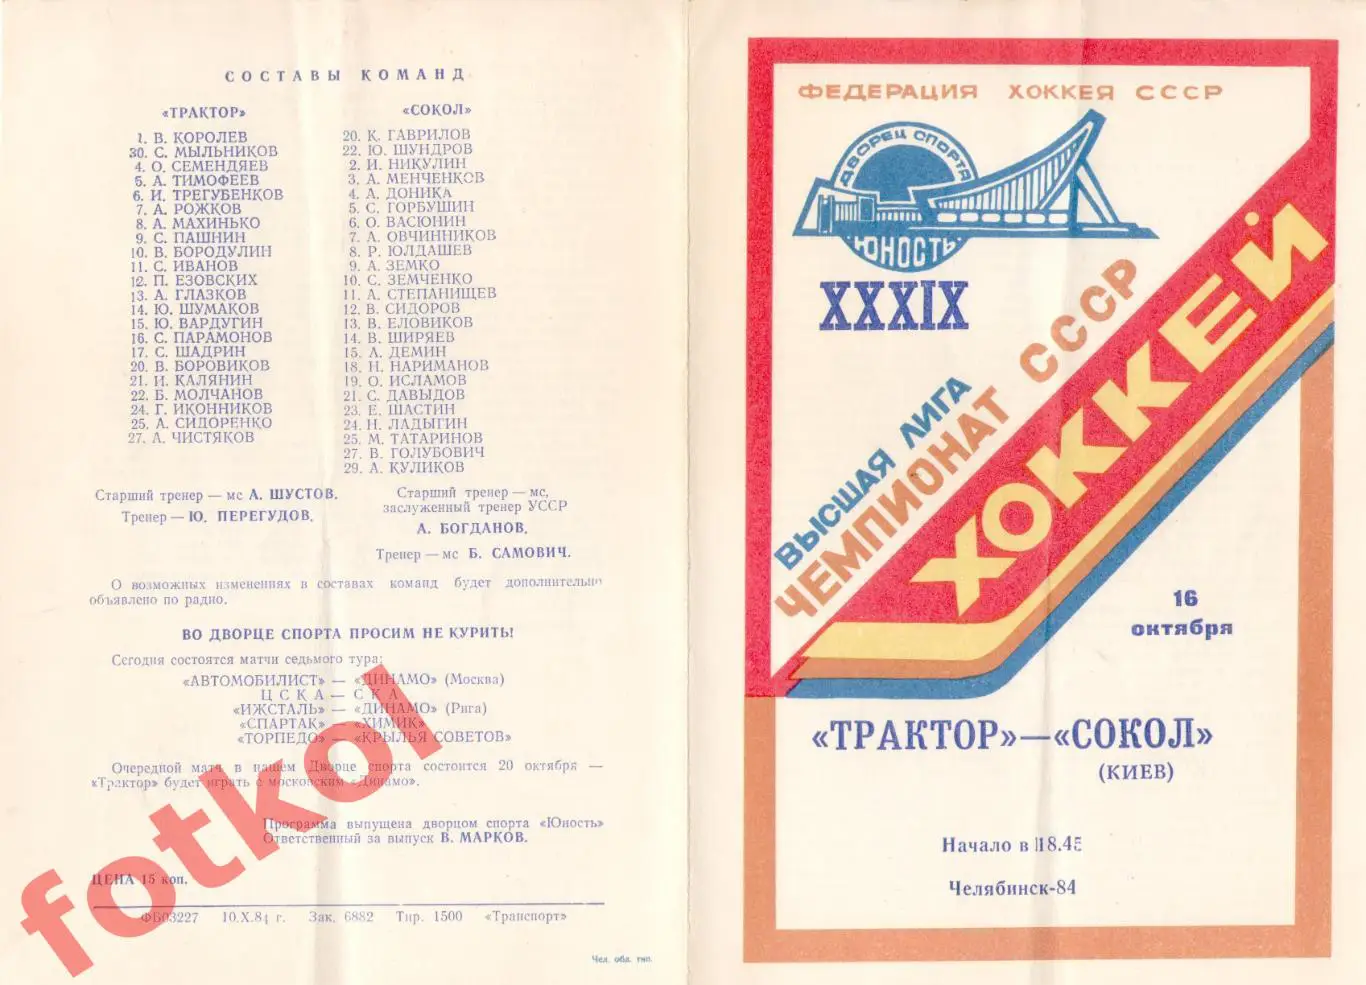 СОСТАВЫ КОМАНД
«ТРАКТОР»
1. В. КОРОЛЕВ
30. С. МЫЛЬНИКОВ
4. О. СЕМЕНДЯЕВ
5. А. ТИМОФЕЕВ
6. И. ТРЕГУБЕНКОВ
7. А. РОЖКОВ
8. А. МАХИНЬКО
9. С. ПАШНИН
10. В. БОРОДУЛИН
11. С. ИВАНОВ
12. П. ЕЗОВСКИХ
13. А. ГЛАЗКОВ
14. Ю. ШУМАКОВ
15. Ю. ВАРДУГИН
16. С. ПАРАМОНОВ
17. С. ШАДРИН
20. В. БОРОВИКОВ
21. И. КАЛЯНИН
22. Б. МОЛЧАНОВ
24. Г. ИКОННИКОВ
25. А. СИДОРЕНКО
27. А. ЧИСТЯКОВ
Старший тренер — мс А. ШУСТОВ.
Тренер — Ю. ПЕРЕГУДОВ.
«СОКОЛ»
20. К. ГАВРИЛОВ
22. Ю. ШУНДРОВ
2. И. НИКУЛИН
3. А. МЕНЧЕНКОВ
4. А. ДОНИКА
5. С. ГОРБУШИН
6. О. ВАСЮНИН
7. А. ОВЧИННИКОВ
8. Р. ЮЛДАШЕВ
9. А. ЗЕМКО
10. С. ЗЕМЧЕНКО
11. А. СТЕПАНИЩЕВ
12. В. СИДОРОВ
13. В. ЕЛОВИКОВ
14. В. ШИРЯЕВ
15. А. ДЕМИН
18. Н. НАРИМАНОВ
19. О. ИСЛАМОВ
21. С. ДАВЫДОВ
23. Е. ШАСТИН
24. Н. ЛАДЫГИН
25. М. ТАТАРИНОВ
27. В. ГОЛУБОВИЧ
29. А. КУЛИКОВ
Старший тренер — мс,
заслуженный тренер УССР
А. БОГДАНОВ.
Тренер — мс Б. САМОВИЧ.
О возможных изменениях в составах команд будет дополнительно
объявлено по радио.
ВО ДВОРЦЕ СПОРТА ПРОСИМ НЕ КУРИТЬ!
Сегодня состоятся матчи седьмого тура:
«АВТОМОБИЛИСТ» — «ДИНАМО» (Москва)
ЦСКА — СКА
«ИЖСТАЛЬ» — «ДИНАМО» (Рига)
«СПАРТАК» — «ХИМИК»
«ТОРПЕДО» — «КРЫЛЬЯ СОВЕТОВ»
Очередной матч в нашем Дворце спорта состоится 20 октября —
«Трактор» будет играть с московским «Динамо».
Программа выпущена дворцом спорта «Юность»
Ответственный за выпуск В. МАРКОВ.
ЦЕНА 15 коп.
ФБ03227 10.X.84 г. Зак. 6882 Тир. 1500 «Транспорт»
Чел. обл. тип.
fotkol
ФЕДЕРАЦИЯ ХОККЕЯ СССР
ДВОРЕЦ СПОРТА
ЮНОСТЬ
XXXIX
ВЫСШАЯ ЛИГА
ЧЕМПИОНАТ СССР
ХОККЕЙ
16
октября
«ТРАКТОР»—«СОКОЛ»
(КИЕВ)
Начало в 18.45
Челябинск-84